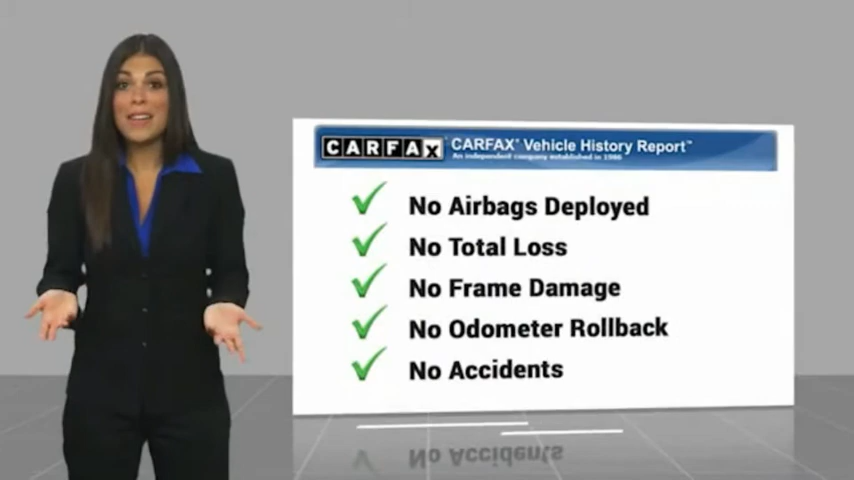 CARFAX CARFAX® Vehicle History Report™
An independent company established in 1986
No Airbags Deployed
No Total Loss
No Frame Damage
No Odometer Rollback
No Accidents